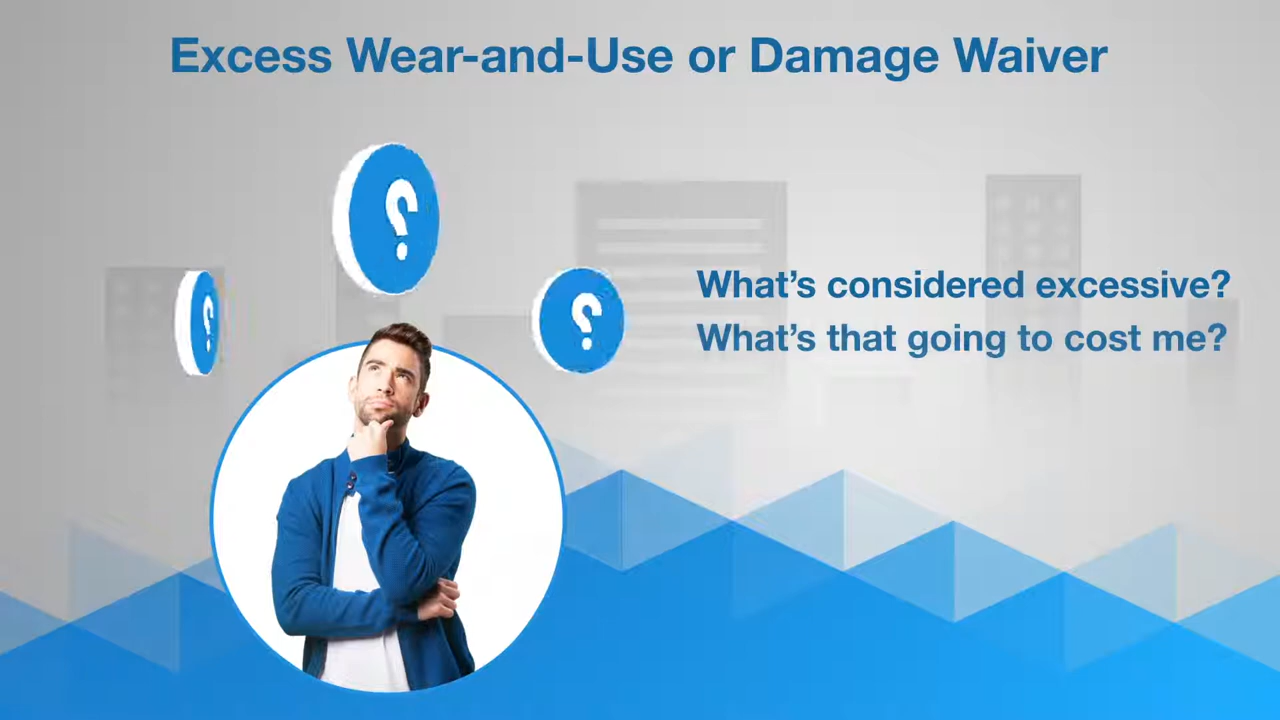 Excess Wear-and-Use or Damage Waiver
?
?
?
What’s considered excessive?
What’s that going to cost me?